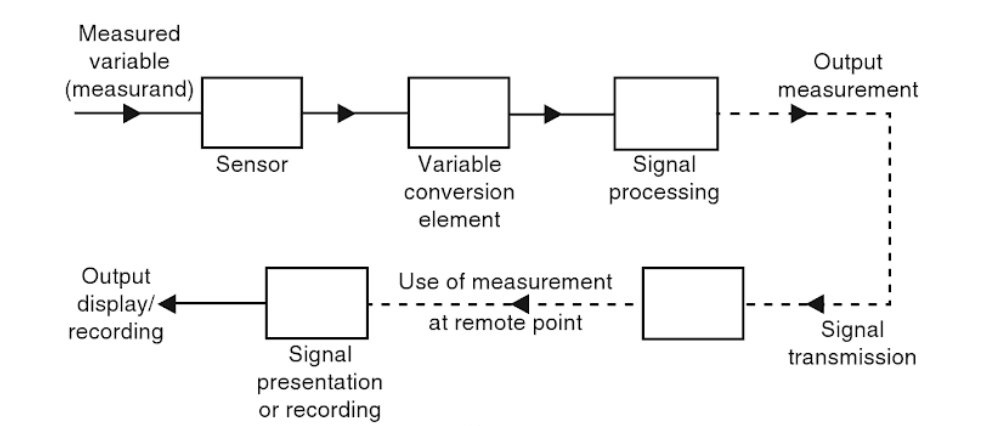 Measured
variable
(measurand)
Output
measurement
Sensor
Variable
conversion
element
Signal
processing
Output
display/
recording
Use of measurement
at remote point
Signal
transmission
Signal
presentation
or recording